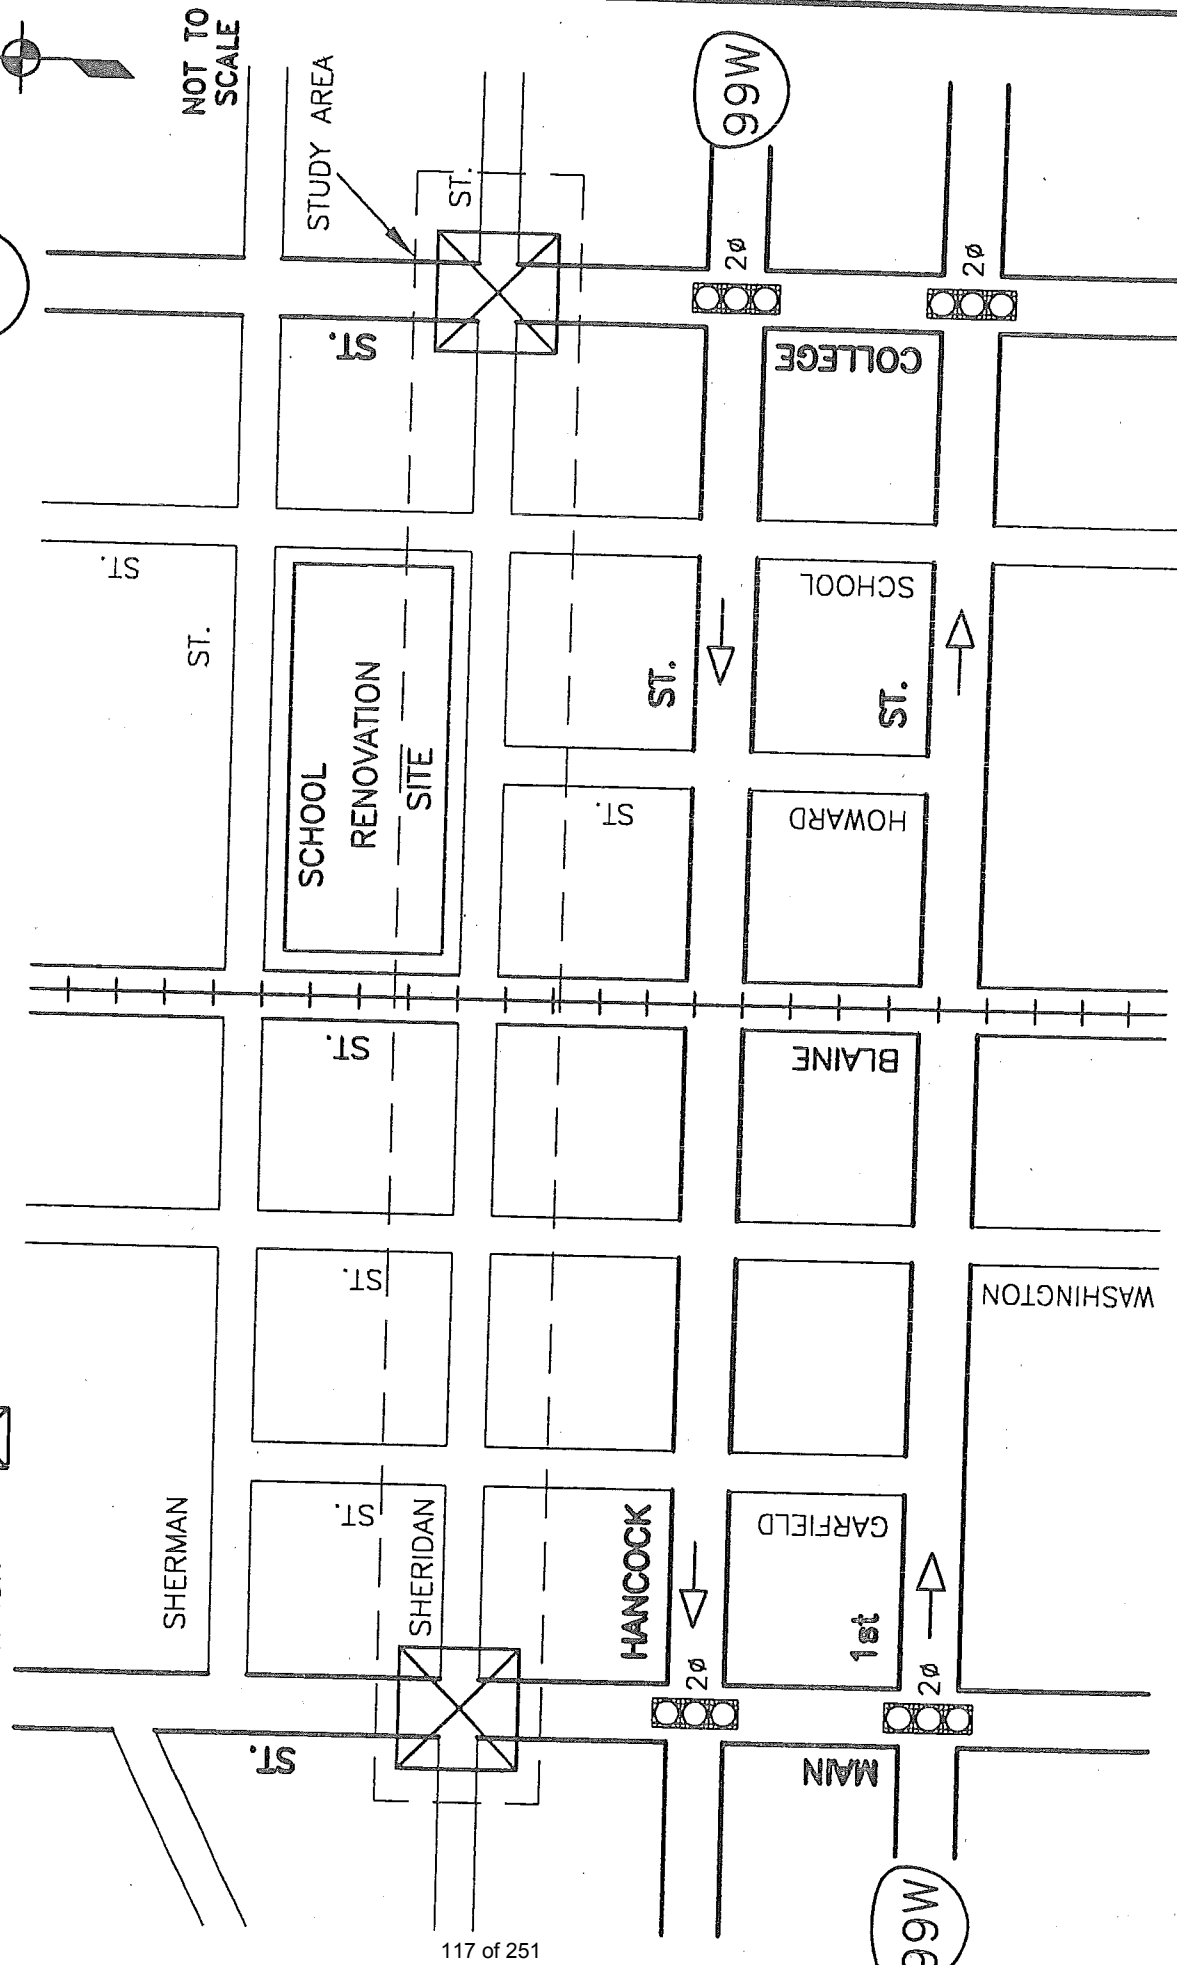 NOT TO
SCALE
STUDY AREA
99W
ST.
ST.
2ø
2ø
COLLEGE
ST.
SCHOOL
ST.
SCHOOL
RENOVATION
SITE
ST.
ST.
ST.
HOWARD
ST.
BLAINE
ST.
WASHINGTON
ST.
GARFIELD
SHERMAN
SHERIDAN
HANCOCK
1st
2ø
2ø
ST.
MAIN
99W
117 of 251